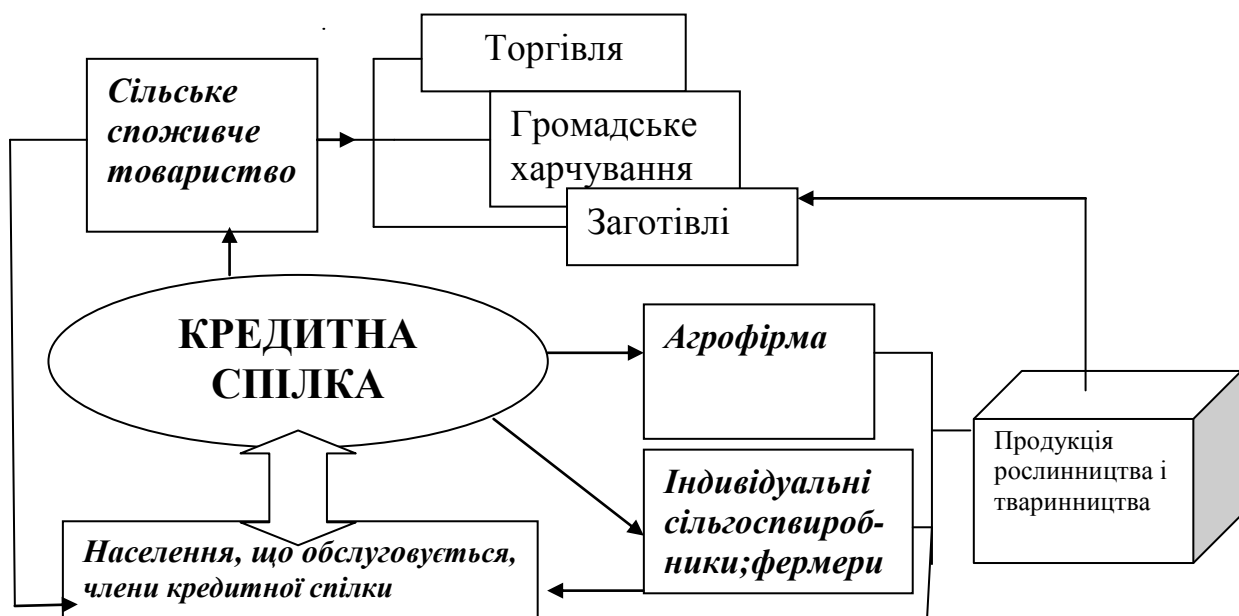 Торгівля
Сільське
споживче
товариство
Громадське
харчування
Заготівлі
КРЕДИТНА
СПІЛКА
Агрофірма
Продукція
рослинництва і
тваринництва
Індивідуальні
сільгоспвироб-
ники;фермери
Населення, що обслуговується,
члени кредитної спілки